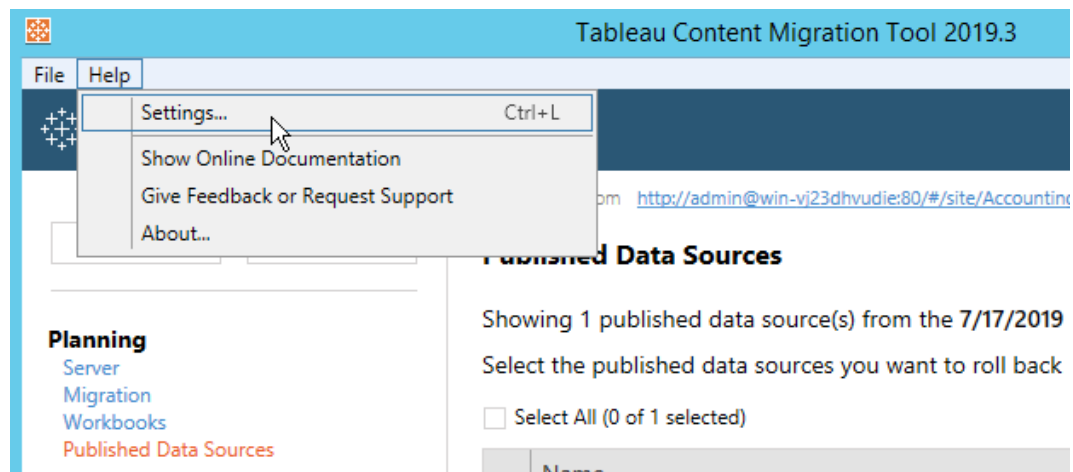 Tableau Content Migration Tool 2019.3
File Help
Settings... Ctrl+L
Show Online Documentation
Give Feedback or Request Support
About...
http://admin@win-vj23dhvudie:80/#/site/Accounting
Published Data Sources
Showing 1 published data source(s) from the 7/17/2019
Select the published data sources you want to roll back
Select All (0 of 1 selected)
Name
Planning
Server
Migration
Workbooks
Published Data Sources